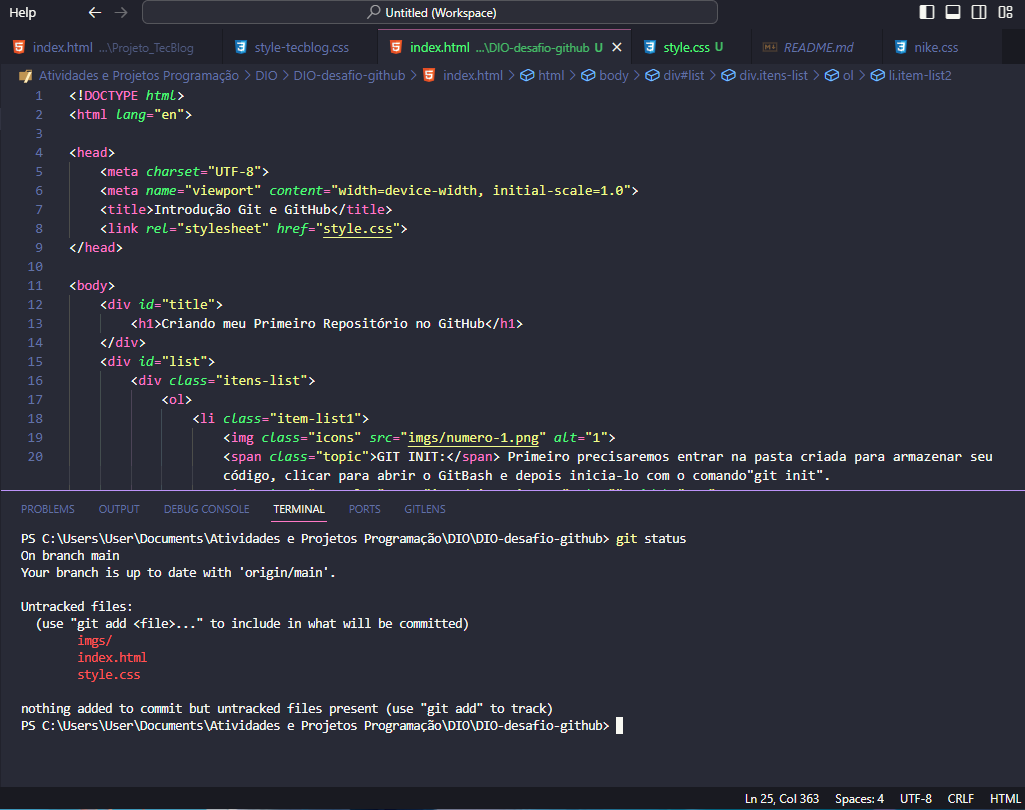 Help
Untitled (Workspace)
index.html ...\Projeto_TecBlog
style-tecblog.css
index.html ...\DIO-desafio-github U
style.css U
README.md
nike.css
Atividades e Projetos Programação > DIO > DIO-desafio-github > index.html > html > body > div#list > div.itens-list > ol > li.item-list2
1 <!DOCTYPE html>
2 <html lang="en">
3
4 <head>
5 <meta charset="UTF-8">
6 <meta name="viewport" content="width=device-width, initial-scale=1.0">
7 <title>Introdução Git e GitHub</title>
8 <link rel="stylesheet" href="style.css">
9 </head>
10
11 <body>
12 <div id="title">
13 <h1>Criando meu Primeiro Repositório no GitHub</h1>
14 </div>
15 <div id="list">
16 <div class="itens-list">
17 <ol>
18 <li class="item-list1">
19 <img class="icons" src="imgs/numero-1.png" alt="1">
20 <span class="topic">GIT INIT:</span> Primeiro precisaremos entrar na pasta criada para armazenar seu
código, clicar para abrir o GitBash e depois inicia-lo com o comando"git init".
PROBLEMS OUTPUT DEBUG CONSOLE TERMINAL PORTS GITLENS
PS C:\Users\User\Documents\Atividades e Projetos Programação\DIO\DIO-desafio-github> git status
On branch main
Your branch is up to date with 'origin/main'.
Untracked files:
(use "git add <file>..." to include in what will be committed)
imgs/
index.html
style.css
nothing added to commit but untracked files present (use "git add" to track)
PS C:\Users\User\Documents\Atividades e Projetos Programação\DIO\DIO-desafio-github>
Ln 25, Col 363 Spaces: 4 UTF-8 CRLF HTML